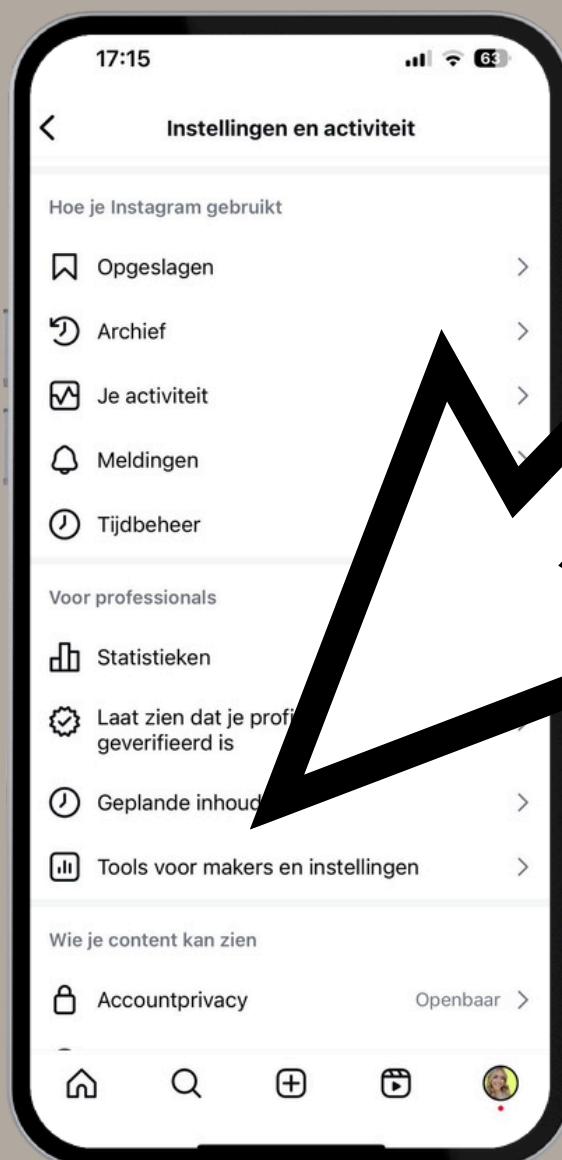 17:15
63
Instellingen en activiteit
Hoe je Instagram gebruikt
Opgeslagen
Archief
Je activiteit
Meldingen
Tijdbeheer
Voor professionals
Statistieken
Laat zien dat je profi
geverifieerd is
Geplande inhoud
Tools voor makers en instellingen
Wie je content kan zien
Accountprivacy
Openbaar